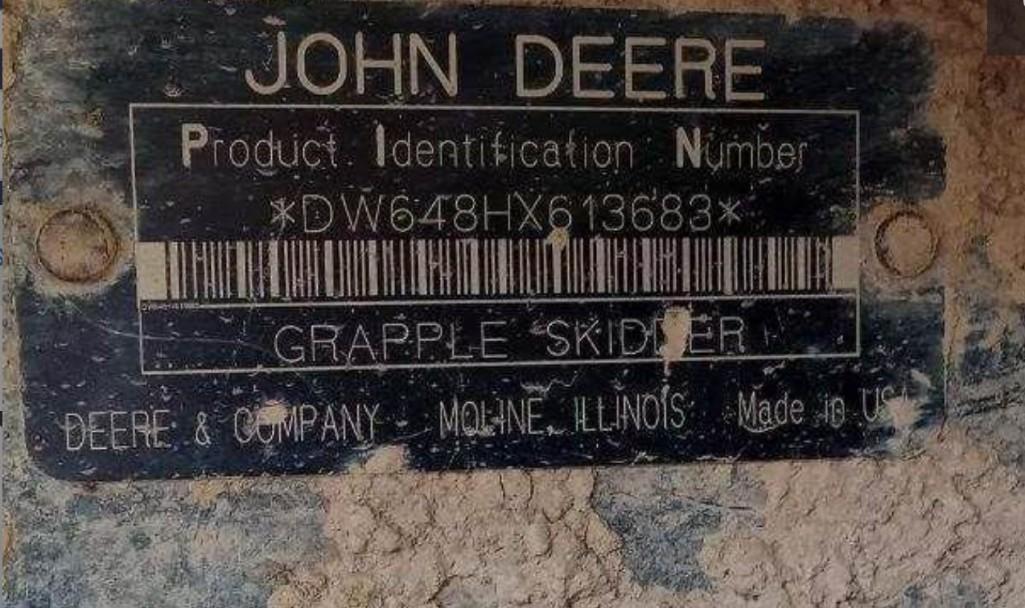 JOHN DEERE
Product Identification Number
*DW648HX613683*
GRAPPLE SKIDDER
DEERE & COMPANY MOLINE, ILLINOIS Made in USA